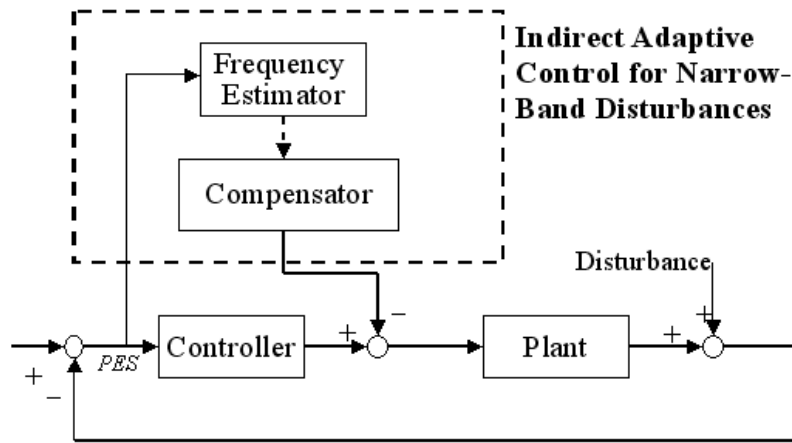 Indirect Adaptive
Control for Narrow-
Band Disturbances
Frequency
Estimator
Compensator
Disturbance
−
+
+
+
Controller
Plant
+
PES
−